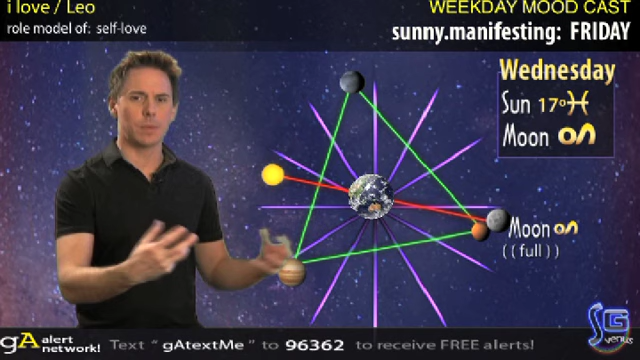 i love / Leo
role model of: self-love
WEEKDAY MOOD CAST
sunny.manifesting: FRIDAY
Wednesday
Sun 17° ♓
Moon ♌
Moon ♌
((full))
SG
venus
gA alert network!
Text "gAtextMe" to 96362 to receive FREE alerts!